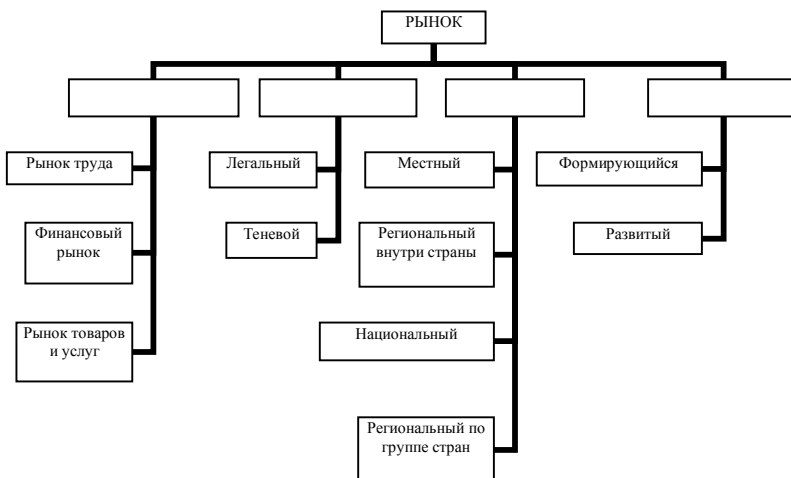 РЫНОК
Рынок труда
Финансовый
рынок
Рынок товаров
и услуг
Легальный
Теневой
Местный
Региональный
внутри страны
Национальный
Региональный по
группе стран
Формирующийся
Развитый